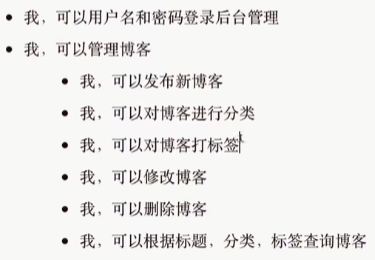 我，可以用户名和密码登录后台管理
我，可以管理博客
我，可以发布新博客
我，可以对博客进行分类
我，可以对博客打标签
我，可以修改博客
我，可以删除博客
我，可以根据标题，分类，标签查询博客